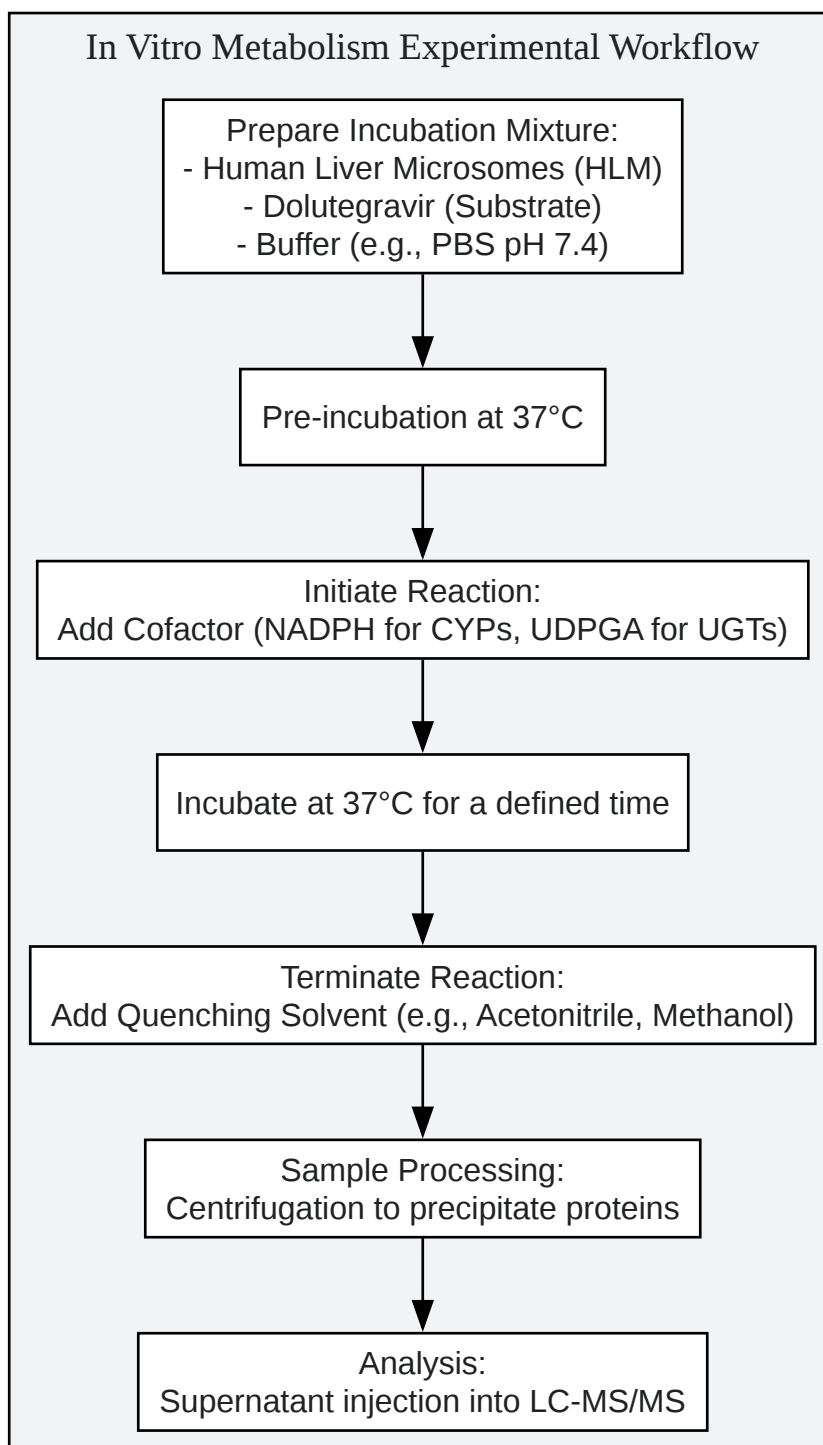 In Vitro Metabolism Experimental Workflow
Prepare Incubation Mixture:
- Human Liver Microsomes (HLM)
- Dolutegravir (Substrate)
- Buffer (e.g., PBS pH 7.4)
Pre-incubation at 37°C
Initiate Reaction:
Add Cofactor (NADPH for CYPs, UDPGA for UGTs)
Incubate at 37°C for a defined time
Terminate Reaction:
Add Quenching Solvent (e.g., Acetonitrile, Methanol)
Sample Processing:
Centrifugation to precipitate proteins
Analysis:
Supernatant injection into LC-MS/MS